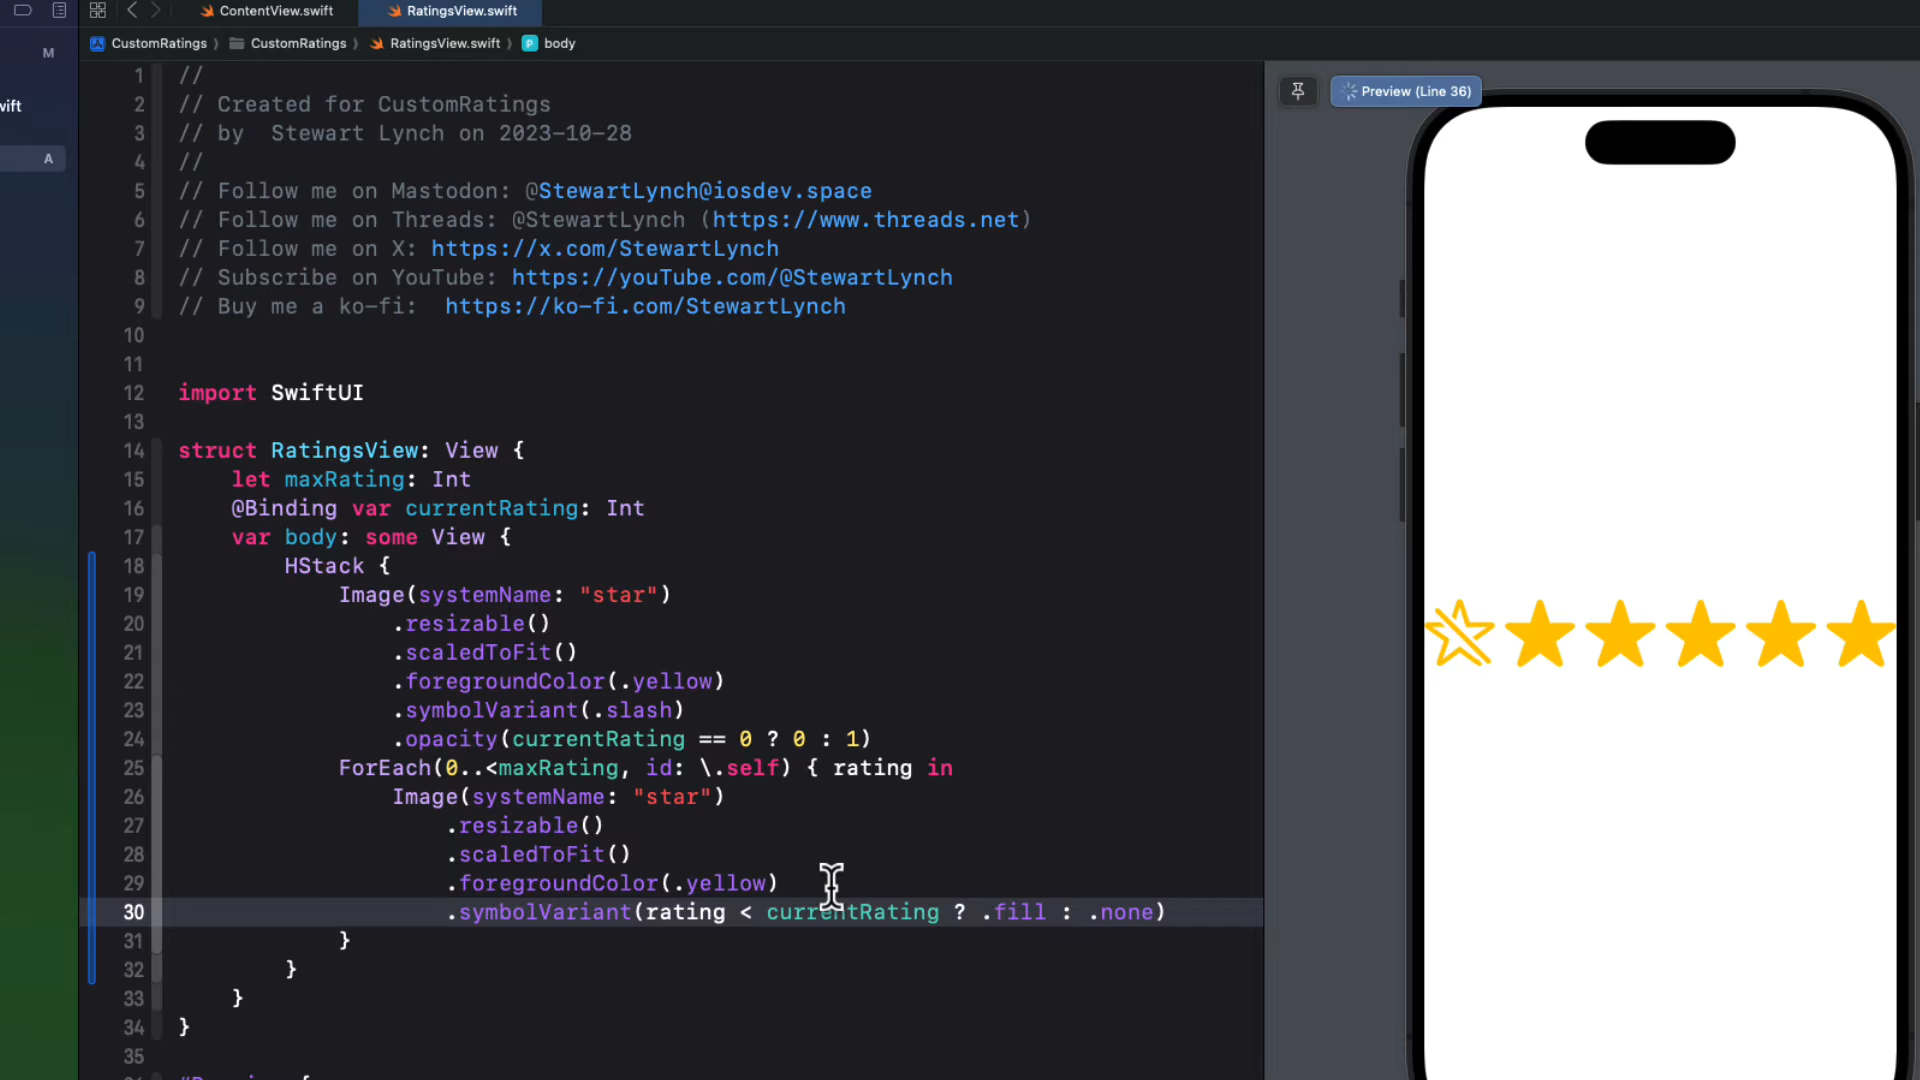 ContentView.swift
RatingsView.swift
M
CustomRatings
CustomRatings
RatingsView.swift
body
wift
A
1 //
2 // Created for CustomRatings
3 // by  Stewart Lynch on 2023-10-28
4 //
5 // Follow me on Mastodon: @StewartLynch@iosdev.space
6 // Follow me on Threads: @StewartLynch (https://www.threads.net)
7 // Follow me on X: https://x.com/StewartLynch
8 // Subscribe on YouTube: https://youTube.com/@StewartLynch
9 // Buy me a ko-fi:  https://ko-fi.com/StewartLynch
10
11
12 import SwiftUI
13
14 struct RatingsView: View {
15     let maxRating: Int
16     @Binding var currentRating: Int
17     var body: some View {
18         HStack {
19             Image(systemName: "star")
20                 .resizable()
21                 .scaledToFit()
22                 .foregroundColor(.yellow)
23                 .symbolVariant(.slash)
24                 .opacity(currentRating == 0 ? 0 : 1)
25             ForEach(0..<maxRating, id: \.self) { rating in
26                 Image(systemName: "star")
27                     .resizable()
28                     .scaledToFit()
29                     .foregroundColor(.yellow)
30                     .symbolVariant(rating < currentRating ? .fill : .none)
31             }
32         }
33     }
34 }
35
Preview (Line 36)